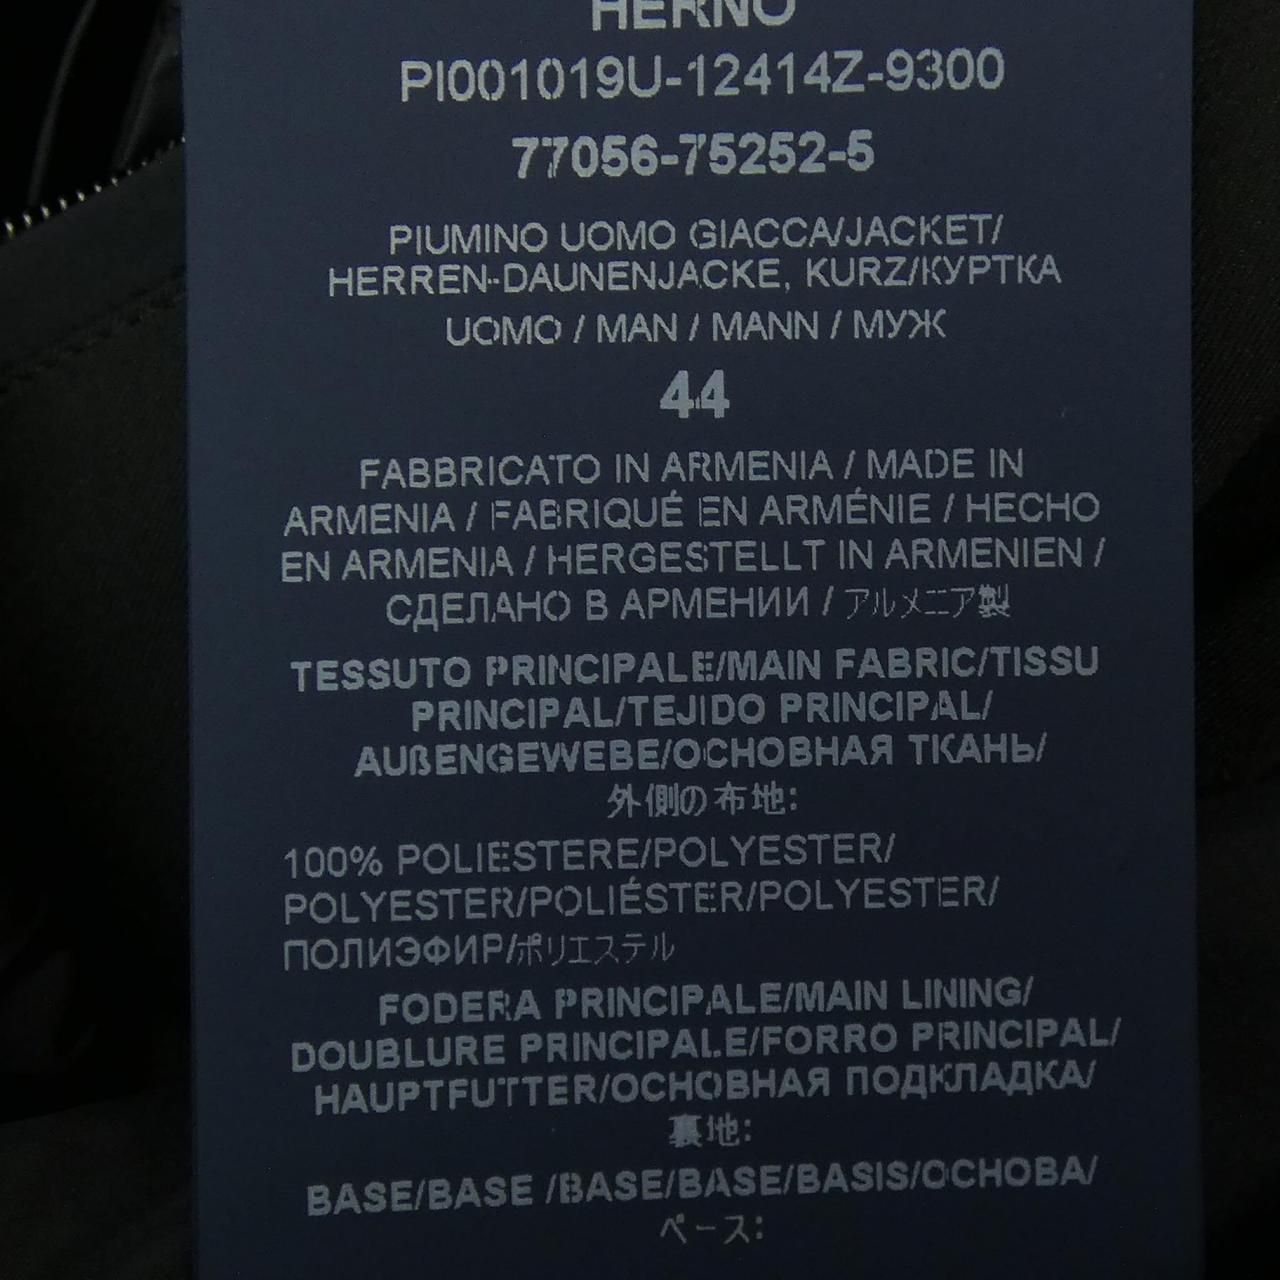 HERNO
PI001019U-12414Z-9300
77056-75252-5
PIUMINO UOMO GIACCA/JACKET/
HERREN-DAUNENJACKE, KURZ/КУРТКА
UOMO / MAN / MANN / МУЖ
44
FABBRICATO IN ARMENIA / MADE IN
ARMENIA / FABRIQUÉ EN ARMÉNIE / HECHO
EN ARMENIA / HERGESTELLT IN ARMENIEN /
СДЕЛАНО В АРМЕНИИ / アルメニア製
TESSUTO PRINCIPALE/MAIN FABRIC/TISSU
PRINCIPAL/TEJIDO PRINCIPAL/
AUßENGEWEBE/ОСНОВНАЯ ТКАНЬ/
外側の布地:
100% POLIESTERE/POLYESTER/
POLYESTER/POLIÉSTER/POLYESTER/
ПОЛИЭФИР/ポリエステル
FODERA PRINCIPALE/MAIN LINING/
DOUBLURE PRINCIPALE/FORRO PRINCIPAL/
HAUPTFUTTER/ОСНОВНАЯ ПОДКЛАДКА/
裏地:
BASE/BASE /BASE/BASE/BASIS/ОСНОВА/
ベース: